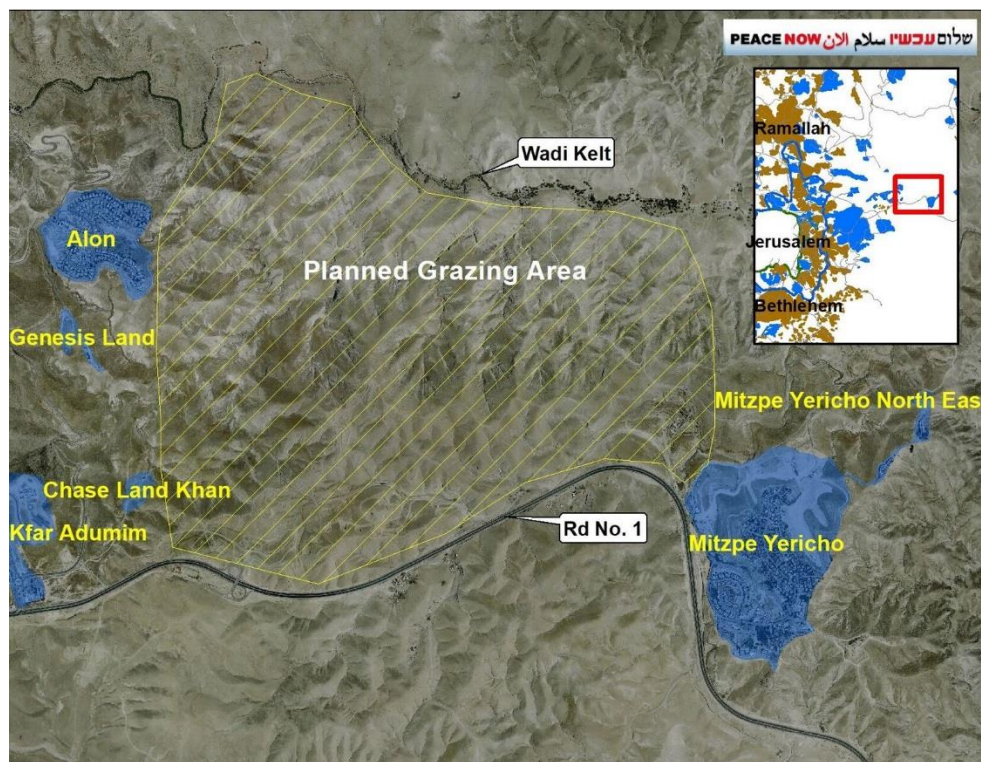 PEACE NOW سلام الان שלום עכשיו
Ramallah
Wadi Kelt
Alon
Jerusalem
Planned Grazing Area
Bethlehem
Genesis Land
Mitzpe Yericho North Eas
Chase Land Khan
Kfar Adumim
Rd No. 1
Mitzpe Yericho